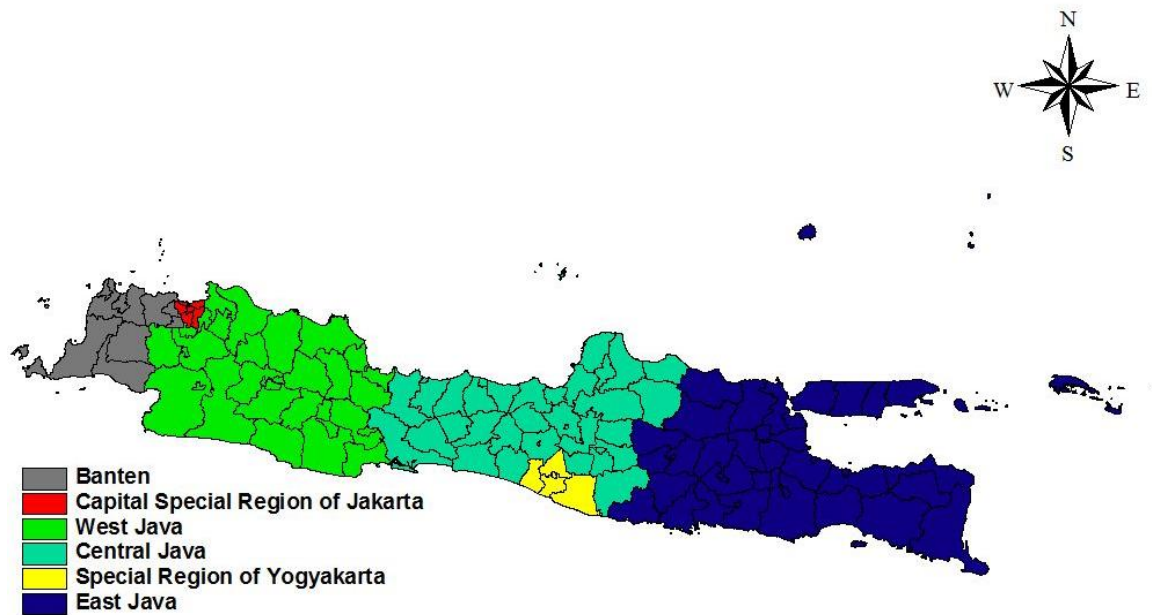 N
W E
S
Banten
Capital Special Region of Jakarta
West Java
Central Java
Special Region of Yogyakarta
East Java